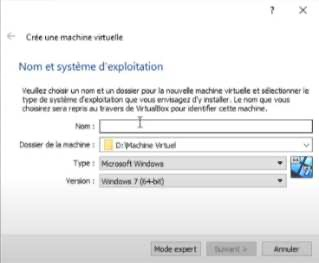 ?
Crée une machine virtuelle
Nom et système d'exploitation
Veuillez choisir un nom et un dossier pour la nouvelle machine virtuelle et sélectionner le
type de système d'exploitation que vous envisagez d'y installer. Le nom que vous
choisirez sera repris au travers de VirtualBox pour identifier cette machine.
Nom :
Dossier de la machine : D:\Machine Virtuel
Type : Microsoft Windows
Version : Windows 7 (64-bit)
64
7
Mode expert Suivant > Annuler